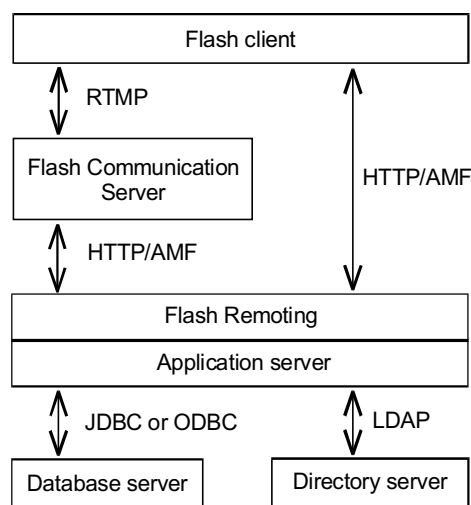 Flash client
RTMP
Flash Communication
Server
HTTP/AMF
HTTP/AMF
Flash Remoting
Application server
JDBC or ODBC
LDAP
Database server
Directory server